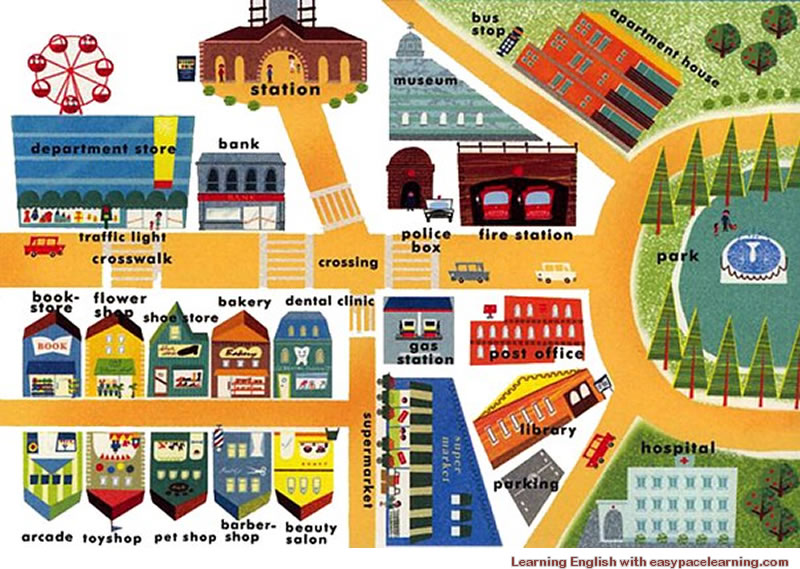 bus
stop
apartment house
station
museum
department store
bank
BANK
traffic light
crosswalk
crossing
police
box
fire station
park
book-
store
flower
shop
shoe store
bakery
dental clinic
BOOK
Bakery
gas
station
post office
supermarket
super
market
library
parking
hospital
arcade
toyshop
pet shop
barber-
shop
beauty
salon
Learning English with easypacelearning.com